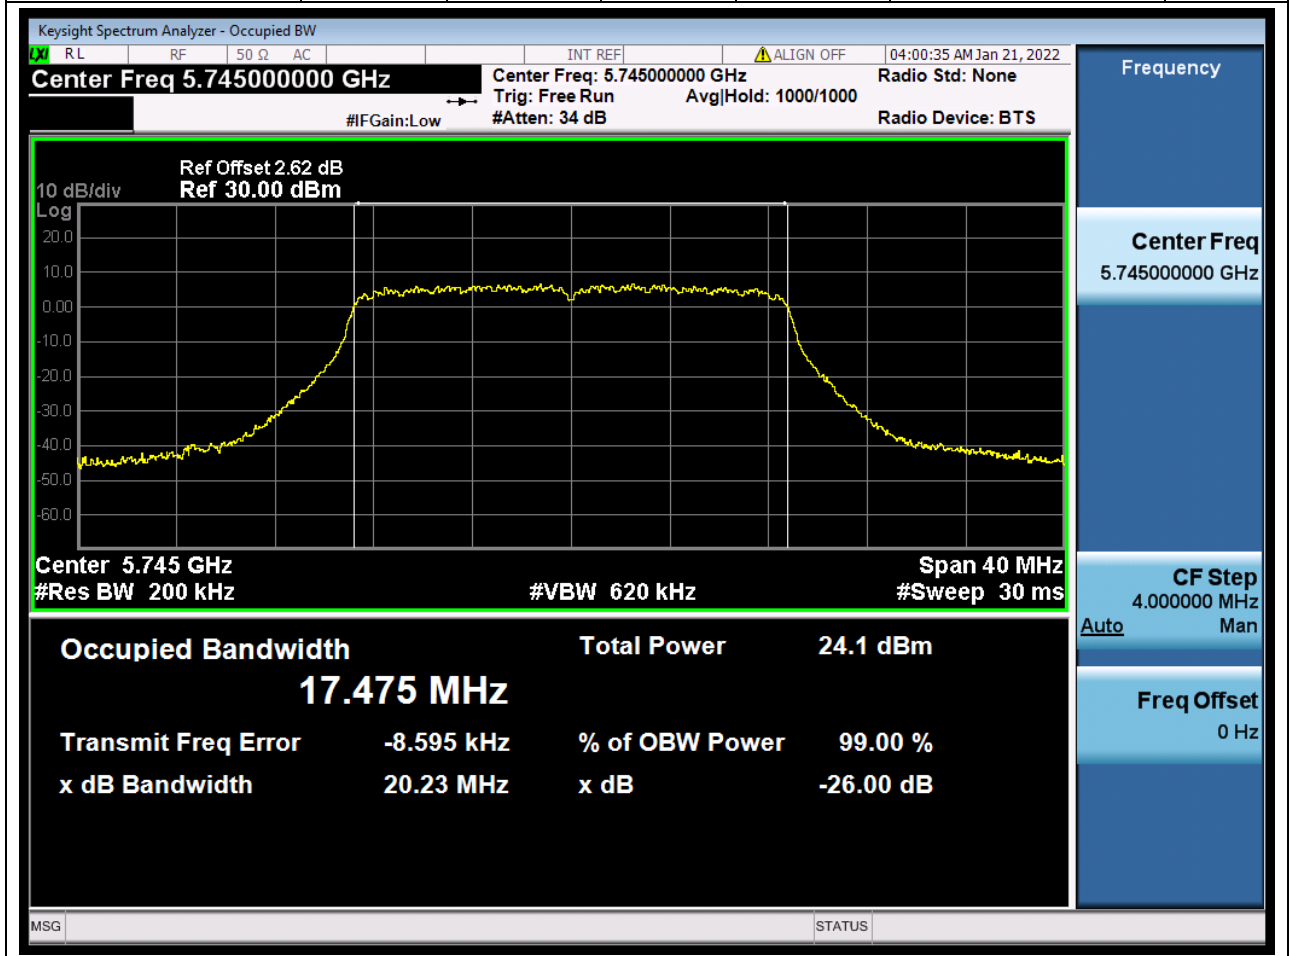 Keysight Spectrum Analyzer - Occupied BW
LXI RL RF 50 Ω AC INT REF ALIGN OFF 04:00:35 AM Jan 21, 2022
Center Freq 5.745000000 GHz
Center Freq: 5.745000000 GHz
Radio Std: None
Trig: Free Run Avg|Hold: 1000/1000
#IFGain:Low
#Atten: 34 dB
Radio Device: BTS
Ref Offset 2.62 dB
10 dB/div Ref 30.00 dBm
Log
20.0
10.0
0.00
-10.0
-20.0
-30.0
-40.0
-50.0
-60.0
Center 5.745 GHz
Span 40 MHz
#Res BW 200 kHz
#VBW 620 kHz
#Sweep 30 ms
Occupied Bandwidth
17.475 MHz
Total Power 24.1 dBm
Transmit Freq Error -8.595 kHz
% of OBW Power 99.00 %
x dB Bandwidth 20.23 MHz
x dB -26.00 dB
Frequency
Center Freq
5.745000000 GHz
CF Step
4.000000 MHz
Auto Man
Freq Offset
0 Hz
MSG
STATUS